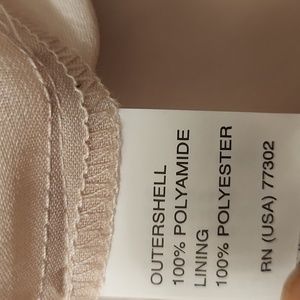 OUTERSHELL
100% POLYAMIDE
LINING
100% POLYESTER
RN (USA) 77302